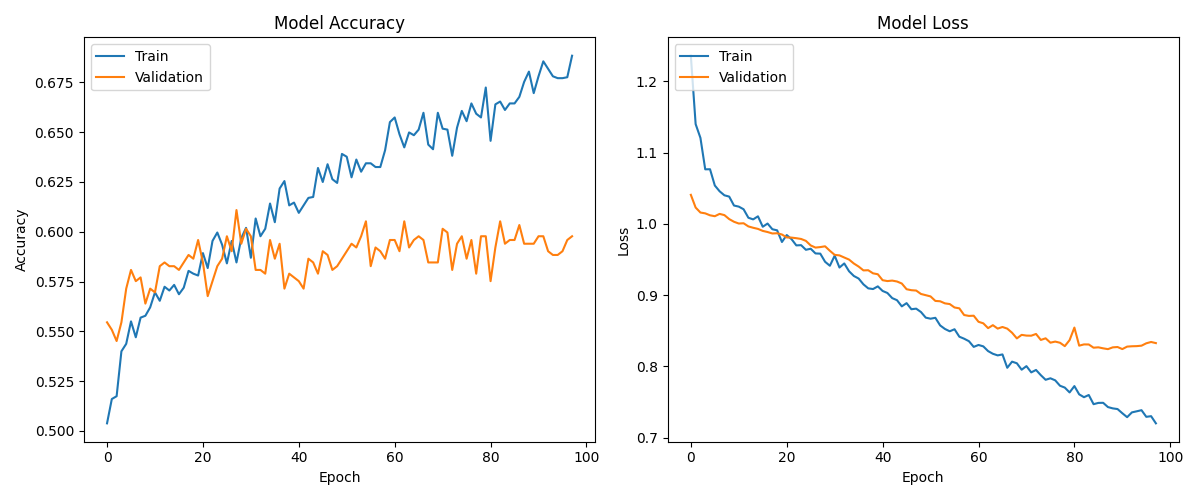 Model Accuracy
Train
Validation
0.675
0.650
0.625
0.600
0.575
0.550
0.525
0.500
Accuracy
0 20 40 60 80 100
Epoch
Model Loss
Train
Validation
1.2
1.1
1.0
0.9
0.8
0.7
Loss
0 20 40 60 80 100
Epoch